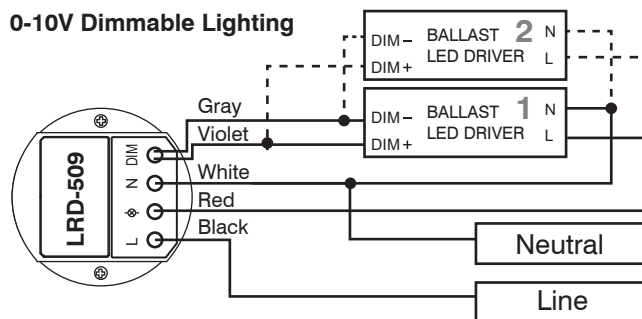 0-10V Dimmable Lighting
DIM– BALLAST 2 N
DIM+ LED DRIVER L
DIM– BALLAST 1 N
DIM+ LED DRIVER L
Gray
Violet
White
Red
Black
LRD-509
DIM
N
L
Neutral
Line